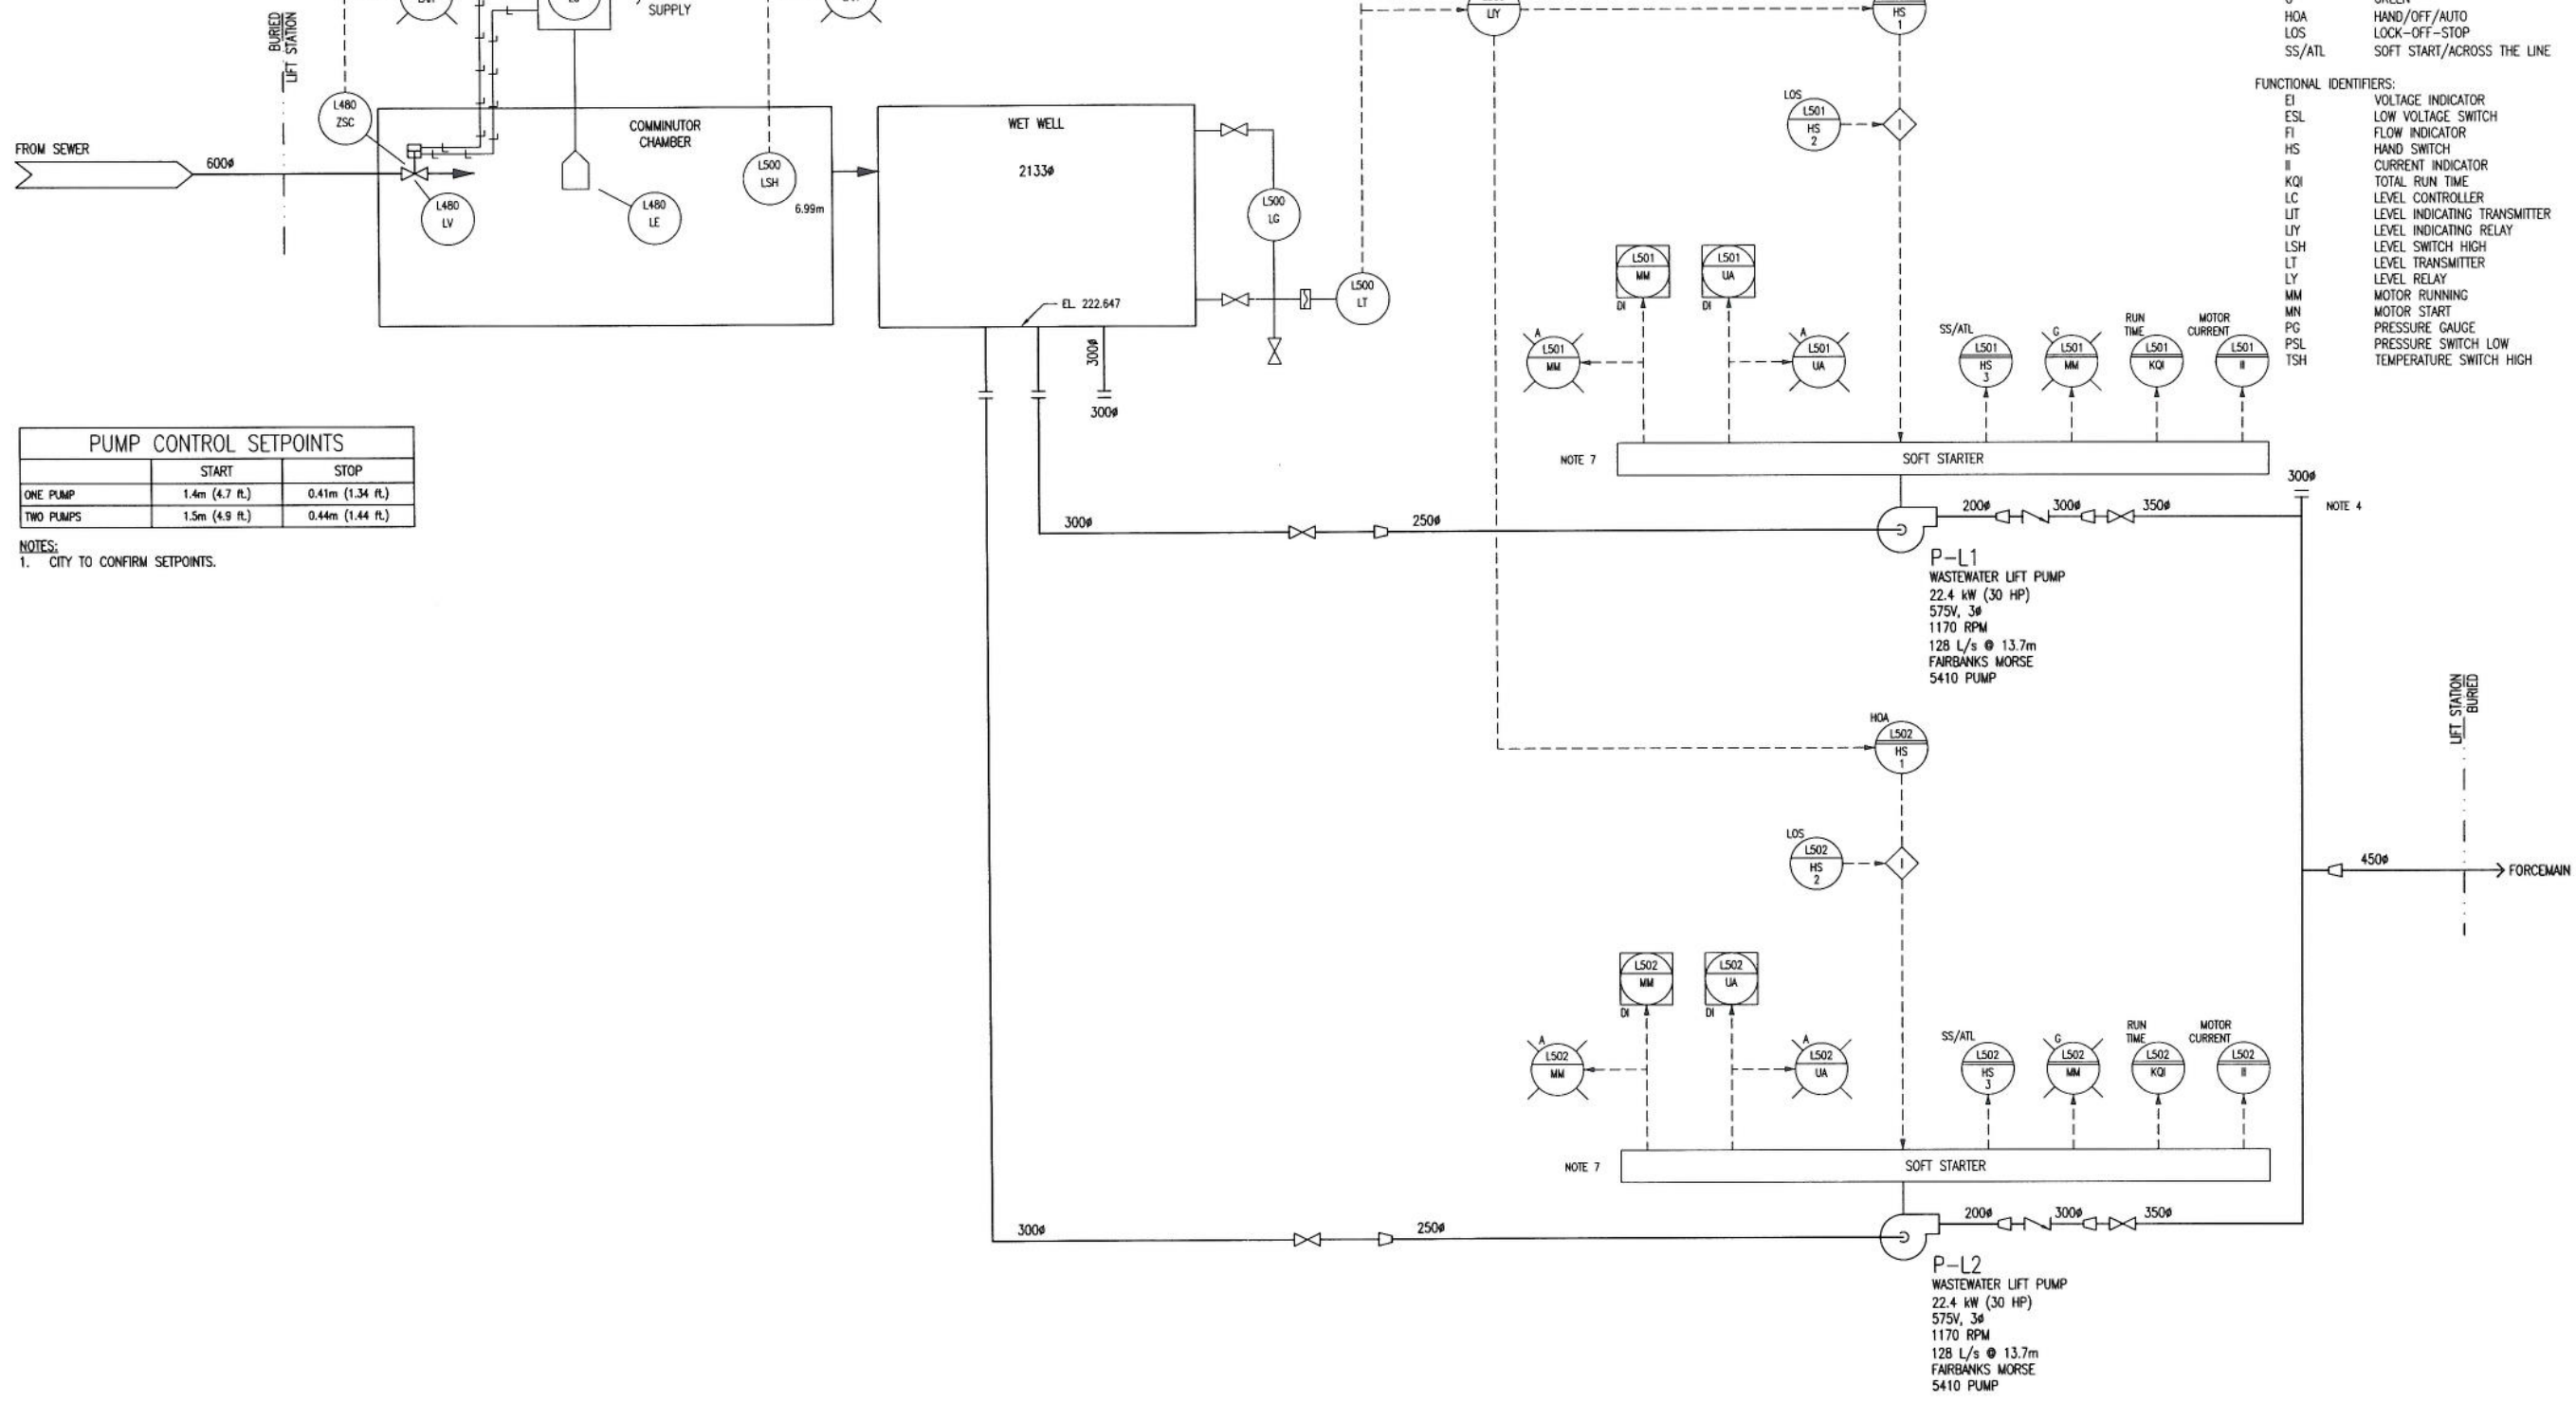 SUPPLY
BURIED
LIFT STATION
LIY
HS
1
HOA HAND/OFF/AUTO
LOS LOCK-OFF-STOP
SS/ATL SOFT START/ACROSS THE LINE
FUNCTIONAL IDENTIFIERS:
EI VOLTAGE INDICATOR
ESL LOW VOLTAGE SWITCH
FI FLOW INDICATOR
HS HAND SWITCH
II CURRENT INDICATOR
KQI TOTAL RUN TIME
LC LEVEL CONTROLLER
LIT LEVEL INDICATING TRANSMITTER
LIY LEVEL INDICATING RELAY
LSH LEVEL SWITCH HIGH
LT LEVEL TRANSMITTER
LY LEVEL RELAY
MM MOTOR RUNNING
MN MOTOR START
PG PRESSURE GAUGE
PSL PRESSURE SWITCH LOW
TSH TEMPERATURE SWITCH HIGH
FROM SEWER
600ø
L480
ZSC
L480
LV
COMMINUTOR
CHAMBER
L480
LE
L500
LSH
6.99m
WET WELL
2133ø
EL. 222.647
L500
LG
L500
LT
300ø
300ø
LOS
L501
HS
2
L501
MM
DI
L501
UA
DI
A
L501
MM
A
L501
UA
SS/ATL
L501
HS
3
G
L501
MM
RUN
TIME
L501
KQI
MOTOR
CURRENT
L501
II
NOTE 7
SOFT STARTER
PUMP CONTROL SETPOINTS
START STOP
ONE PUMP 1.4m (4.7 ft.) 0.41m (1.34 ft.)
TWO PUMPS 1.5m (4.9 ft.) 0.44m (1.44 ft.)
NOTES:
1. CITY TO CONFIRM SETPOINTS.
300ø
250ø
200ø
300ø
350ø
300ø
NOTE 4
P-L1
WASTEWATER LIFT PUMP
22.4 kW (30 HP)
575V, 3ø
1170 RPM
128 L/s @ 13.7m
FAIRBANKS MORSE
5410 PUMP
HOA
L502
HS
1
LOS
L502
HS
2
LIFT STATION
BURIED
450ø
FORCEMAIN
L502
MM
DI
L502
UA
DI
A
L502
MM
A
L502
UA
SS/ATL
L502
HS
3
G
L502
MM
RUN
TIME
L502
KQI
MOTOR
CURRENT
L502
II
NOTE 7
SOFT STARTER
300ø
250ø
200ø
300ø
350ø
P-L2
WASTEWATER LIFT PUMP
22.4 kW (30 HP)
575V, 3ø
1170 RPM
128 L/s @ 13.7m
FAIRBANKS MORSE
5410 PUMP